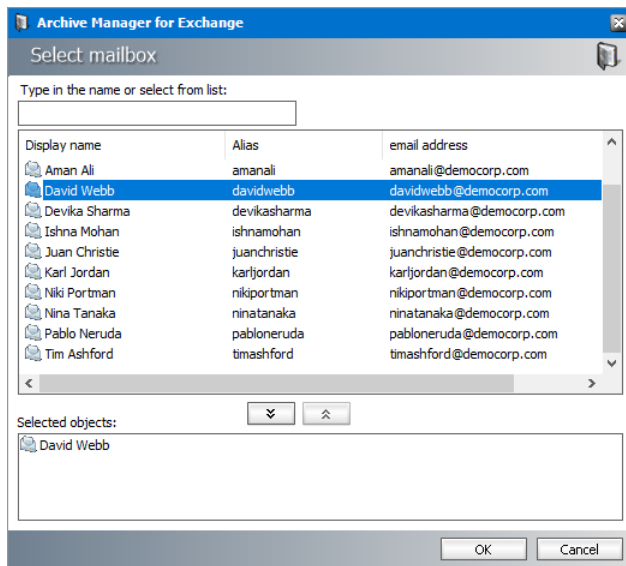 Archive Manager for Exchange
Select mailbox
Type in the name or select from list:
Display name Alias email address
Aman Ali amanali amanali@democorp.com
David Webb davidwebb davidwebb@democorp.com
Devika Sharma devikasharma devikasharma@democorp.com
Ishna Mohan ishnamohan ishnamohan@democorp.com
Juan Christie juanchristie juanchristie@democorp.com
Karl Jordan karljordan karljordan@democorp.com
Niki Portman nikiportman nikiportman@democorp.com
Nina Tanaka ninatanaka ninatanaka@democorp.com
Pablo Neruda pabloneruda pabloneruda@democorp.com
Tim Ashford timashford timashford@democorp.com
Selected objects:
David Webb
OK Cancel